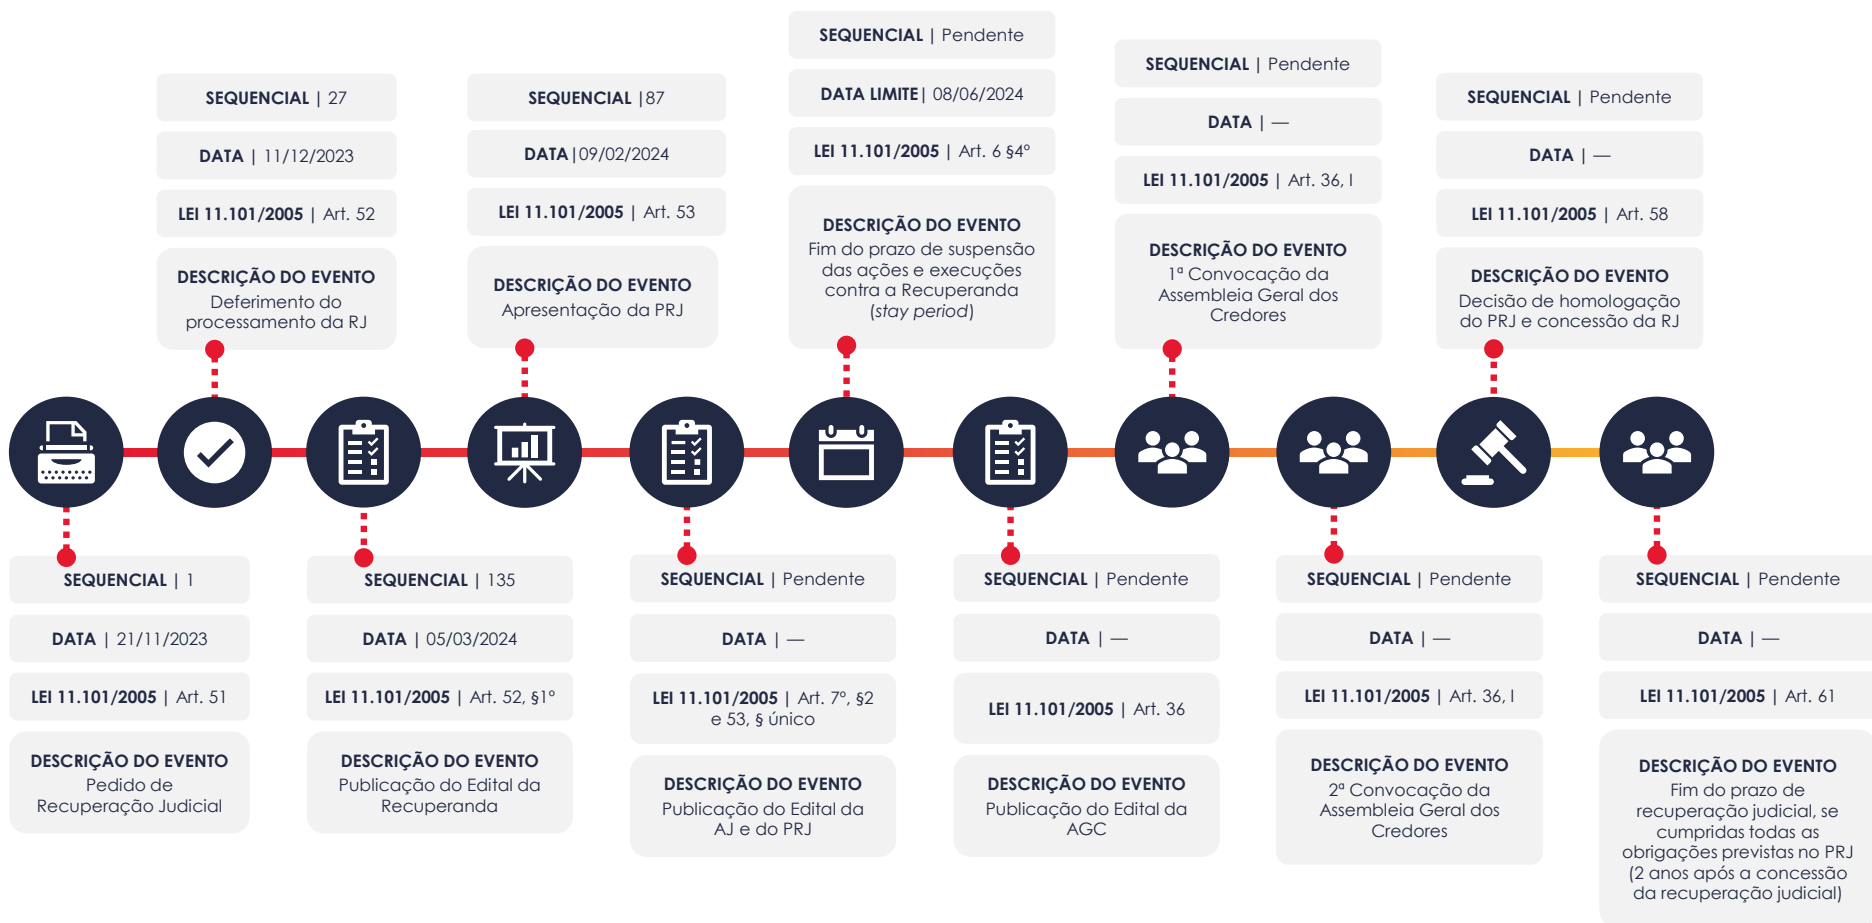 SEQUENCIAL | 1
DATA | 21/11/2023
LEI 11.101/2005 | Art. 51
DESCRIÇÃO DO EVENTO
Pedido de
Recuperação Judicial
SEQUENCIAL | 27
DATA | 11/12/2023
LEI 11.101/2005 | Art. 52
DESCRIÇÃO DO EVENTO
Deferimento do
processamento da RJ
SEQUENCIAL | 135
DATA | 05/03/2024
LEI 11.101/2005 | Art. 52, §1º
DESCRIÇÃO DO EVENTO
Publicação do Edital da
Recuperanda
SEQUENCIAL |87
DATA|09/02/2024
LEI 11.101/2005 | Art. 53
DESCRIÇÃO DO EVENTO
Apresentação da PRJ
SEQUENCIAL | Pendente
DATA | —
LEI 11.101/2005 | Art. 7º, §2
e 53, § único
DESCRIÇÃO DO EVENTO
Publicação do Edital da
AJ e do PRJ
SEQUENCIAL | Pendente
DATA LIMITE| 08/06/2024
LEI 11.101/2005 | Art. 6 §4º
DESCRIÇÃO DO EVENTO
Fim do prazo de suspensão
das ações e execuções
contra a Recuperanda
(stay period)
SEQUENCIAL | Pendente
DATA | —
LEI 11.101/2005 | Art. 36
DESCRIÇÃO DO EVENTO
Publicação do Edital da
AGC
SEQUENCIAL | Pendente
DATA | —
LEI 11.101/2005 | Art. 36, I
DESCRIÇÃO DO EVENTO
1ª Convocação da
Assembleia Geral dos
Credores
SEQUENCIAL | Pendente
DATA | —
LEI 11.101/2005 | Art. 36, I
DESCRIÇÃO DO EVENTO
2ª Convocação da
Assembleia Geral dos
Credores
SEQUENCIAL | Pendente
DATA | —
LEI 11.101/2005 | Art. 58
DESCRIÇÃO DO EVENTO
Decisão de homologação
do PRJ e concessão da RJ
SEQUENCIAL | Pendente
DATA | —
LEI 11.101/2005 | Art. 61
DESCRIÇÃO DO EVENTO
Fim do prazo de
recuperação judicial, se
cumpridas todas as
obrigações previstas no PRJ
(2 anos após a concessão
da recuperação judicial)